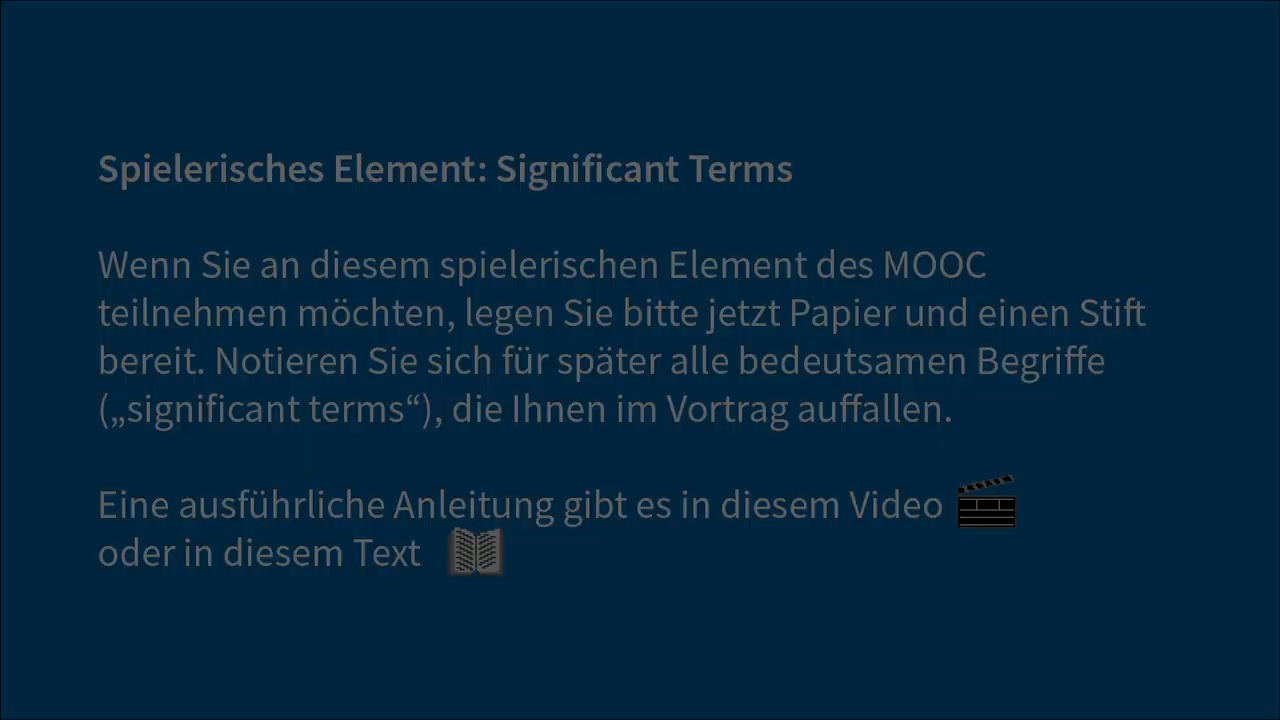 Spielerisches Element: Significant Terms
Wenn Sie an diesem spielerischen Element des MOOC
teilnehmen möchten, legen Sie bitte jetzt Papier und einen Stift
bereit. Notieren Sie sich für später alle bedeutsamen Begriffe
(„significant terms“), die Ihnen im Vortrag auffallen.
Eine ausführliche Anleitung gibt es in diesem Video
oder in diesem Text